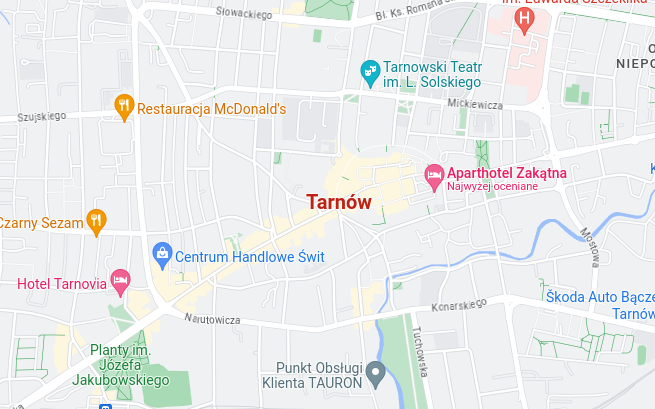 Słowackiego
Bł. Ks. Romana
im. Edwarda Szczeklika
NIEPO
Tarnowski Teatr
im. L. Solskiego
Mickiewicza
Szujskiego
Restauracja McDonald's
Aparthotel Zakątna
Najwyżej oceniane
Tarnów
Czarny Sezam
Mostowa
Centrum Handlowe Świt
Hotel Tarnovia
Škoda Auto Bącze
Tarnów
Konarskiego
Narutowicza
Tuchowska
Planty im.
Józefa
Jakubowskiego
Punkt Obsługi
Klienta TAURON